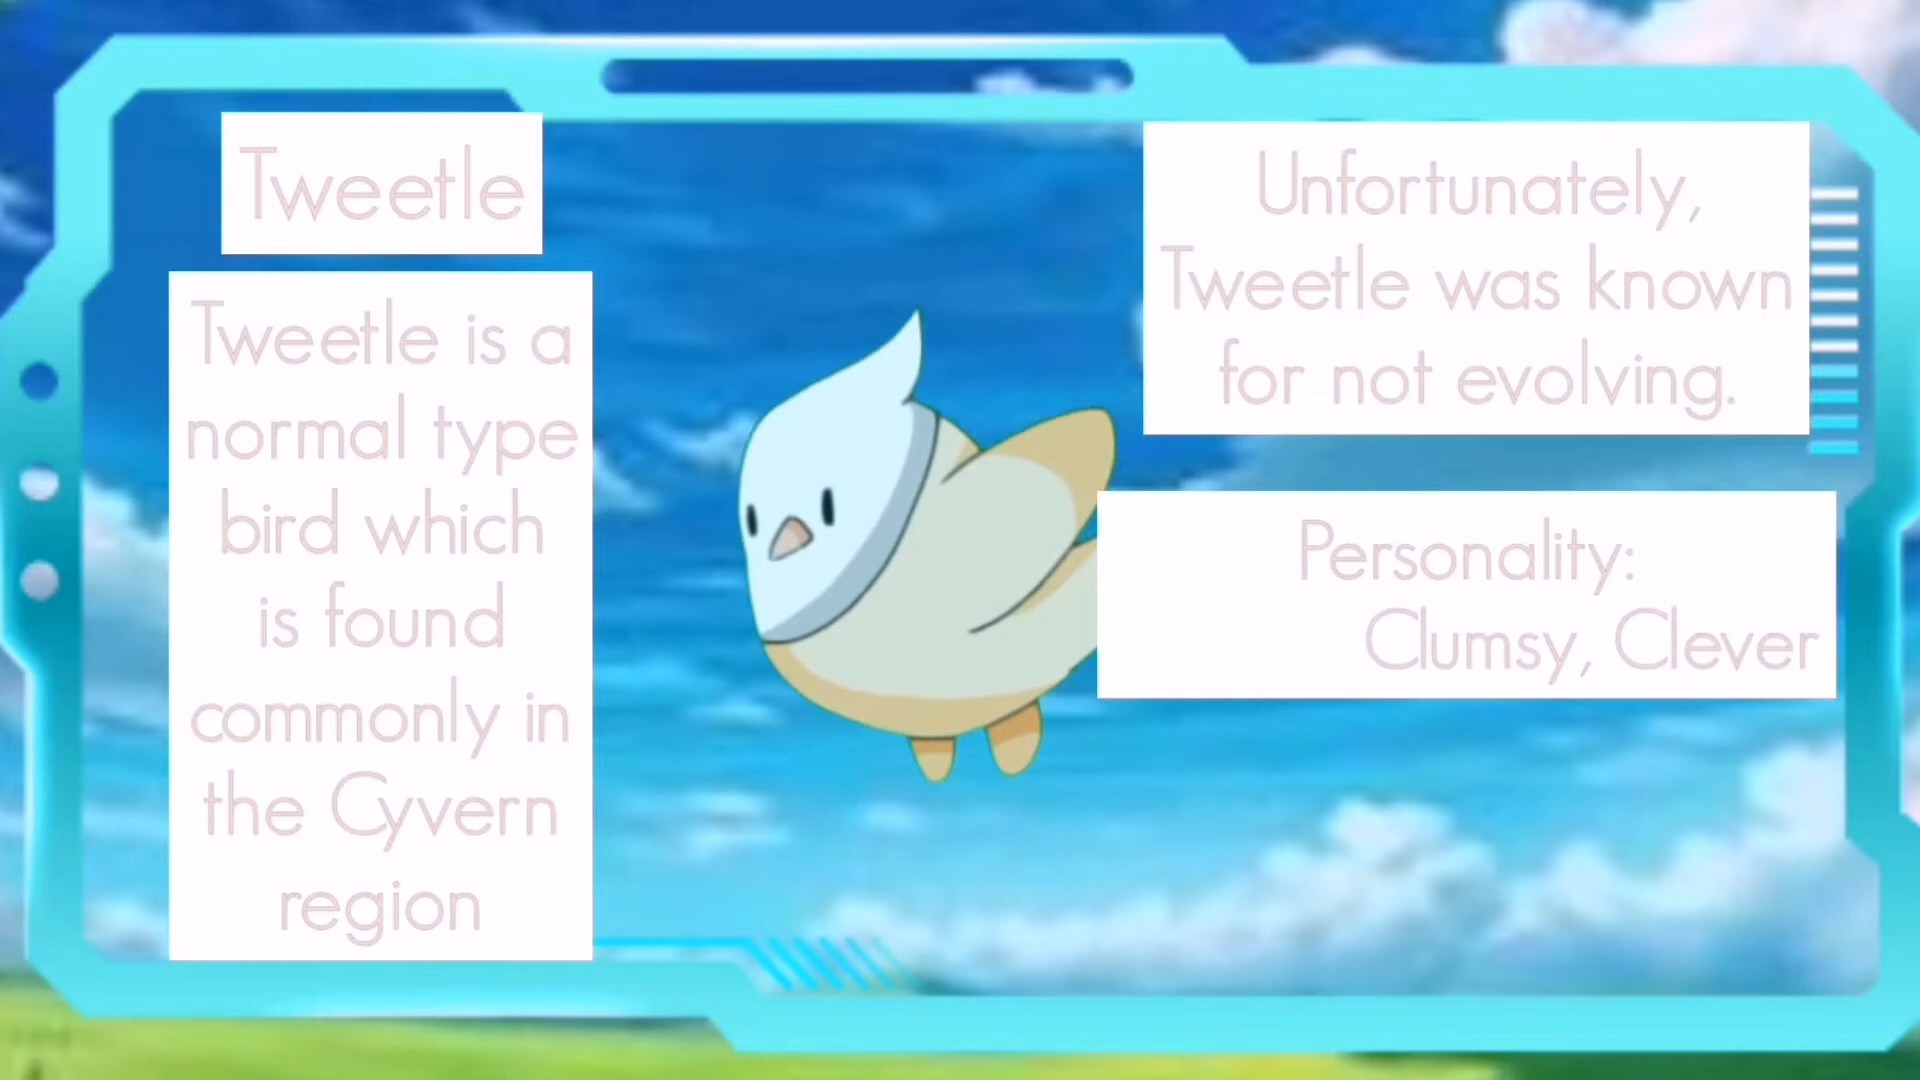 Tweetle
Tweetle is a
normal type
bird which
is found
commonly in
the Cyvern
region
Unfortunately,
Tweetle was known
for not evolving.
Personality:
Clumsy, Clever